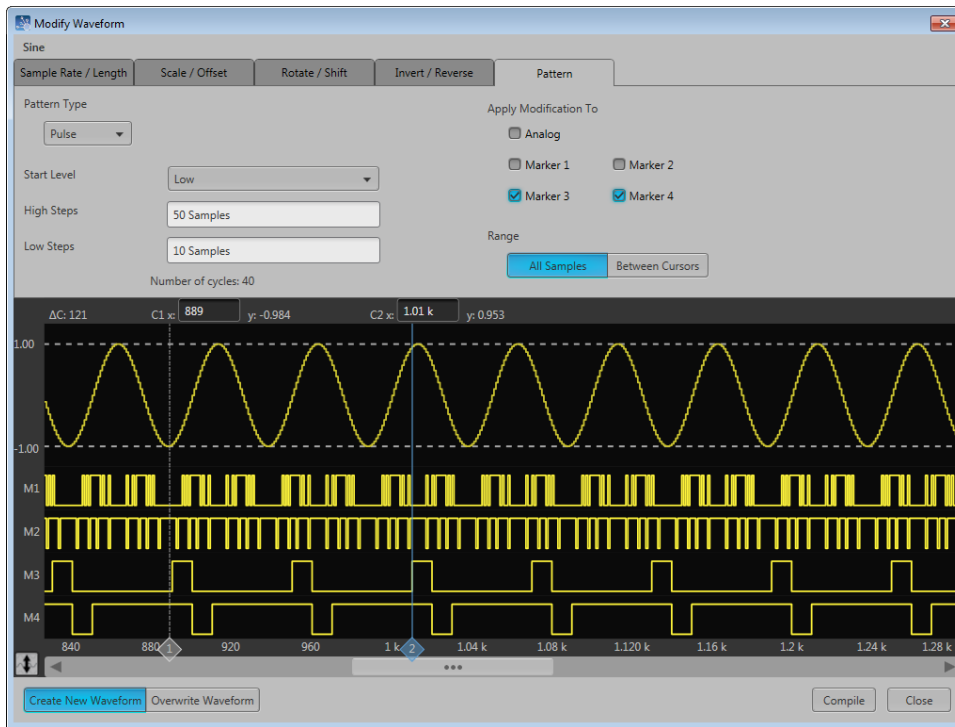 Modify Waveform
Sine
Sample Rate / Length Scale / Offset Rotate / Shift Invert / Reverse Pattern
Pattern Type
Pulse
Start Level Low
High Steps 50 Samples
Low Steps 10 Samples
Number of cycles: 40
Apply Modification To
Analog
Marker 1 Marker 2
Marker 3 Marker 4
Range
All Samples Between Cursors
ΔC: 121 C1 x: 889 y: -0.984 C2 x: 1.01 k y: 0.953
1.00
-1.00
M1
M2
M3
M4
840 880 1 920 960 1 k 2 1.04 k 1.08 k 1.120 k 1.16 k 1.2 k 1.24 k 1.28 k
Create New Waveform Overwrite Waveform Compile Close